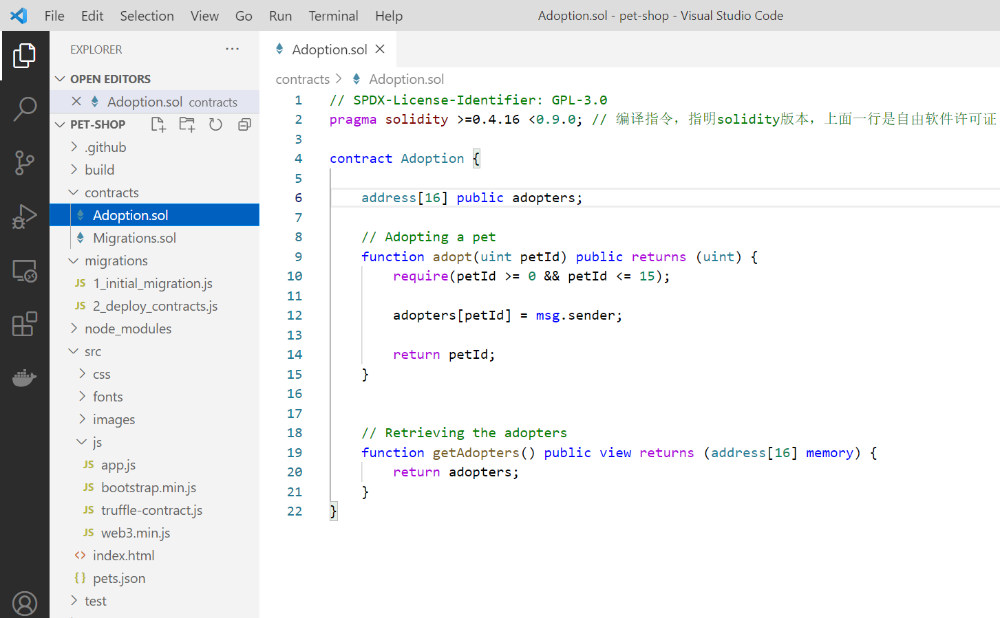 File Edit Selection View Go Run Terminal Help Adoption.sol - pet-shop - Visual Studio Code
EXPLORER
OPEN EDITORS
Adoption.sol contracts
PET-SHOP
.github
build
contracts
Adoption.sol
Migrations.sol
migrations
JS 1_initial_migration.js
JS 2_deploy_contracts.js
node_modules
src
css
fonts
images
js
JS app.js
JS bootstrap.min.js
JS truffle-contract.js
JS web3.min.js
<> index.html
{} pets.json
test
Adoption.sol
contracts > Adoption.sol
1 // SPDX-License-Identifier: GPL-3.0
2 pragma solidity >=0.4.16 <0.9.0; // 编译指令，指明solidity版本，上面一行是自由软件许可证
3
4 contract Adoption {
5
6 address[16] public adopters;
7
8 // Adopting a pet
9 function adopt(uint petId) public returns (uint) {
10 require(petId >= 0 && petId <= 15);
11
12 adopters[petId] = msg.sender;
13
14 return petId;
15 }
16
17
18 // Retrieving the adopters
19 function getAdopters() public view returns (address[16] memory) {
20 return adopters;
21 }
22 }